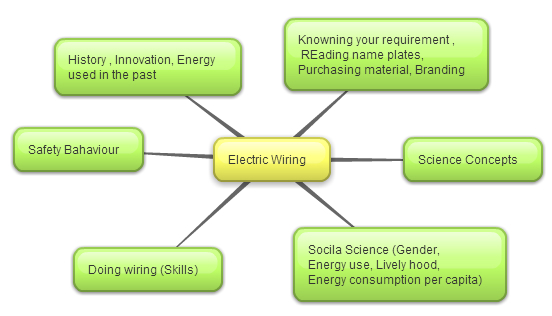 History , Innovation, Energy
used in the past
Knowning your requirement ,
REading name plates,
Purchasing material, Branding
Safety Bahaviour
Electric Wiring
Science Concepts
Doing wiring (Skills)
Socila Science (Gender,
Energy use, Lively hood,
Energy consumption per capita)